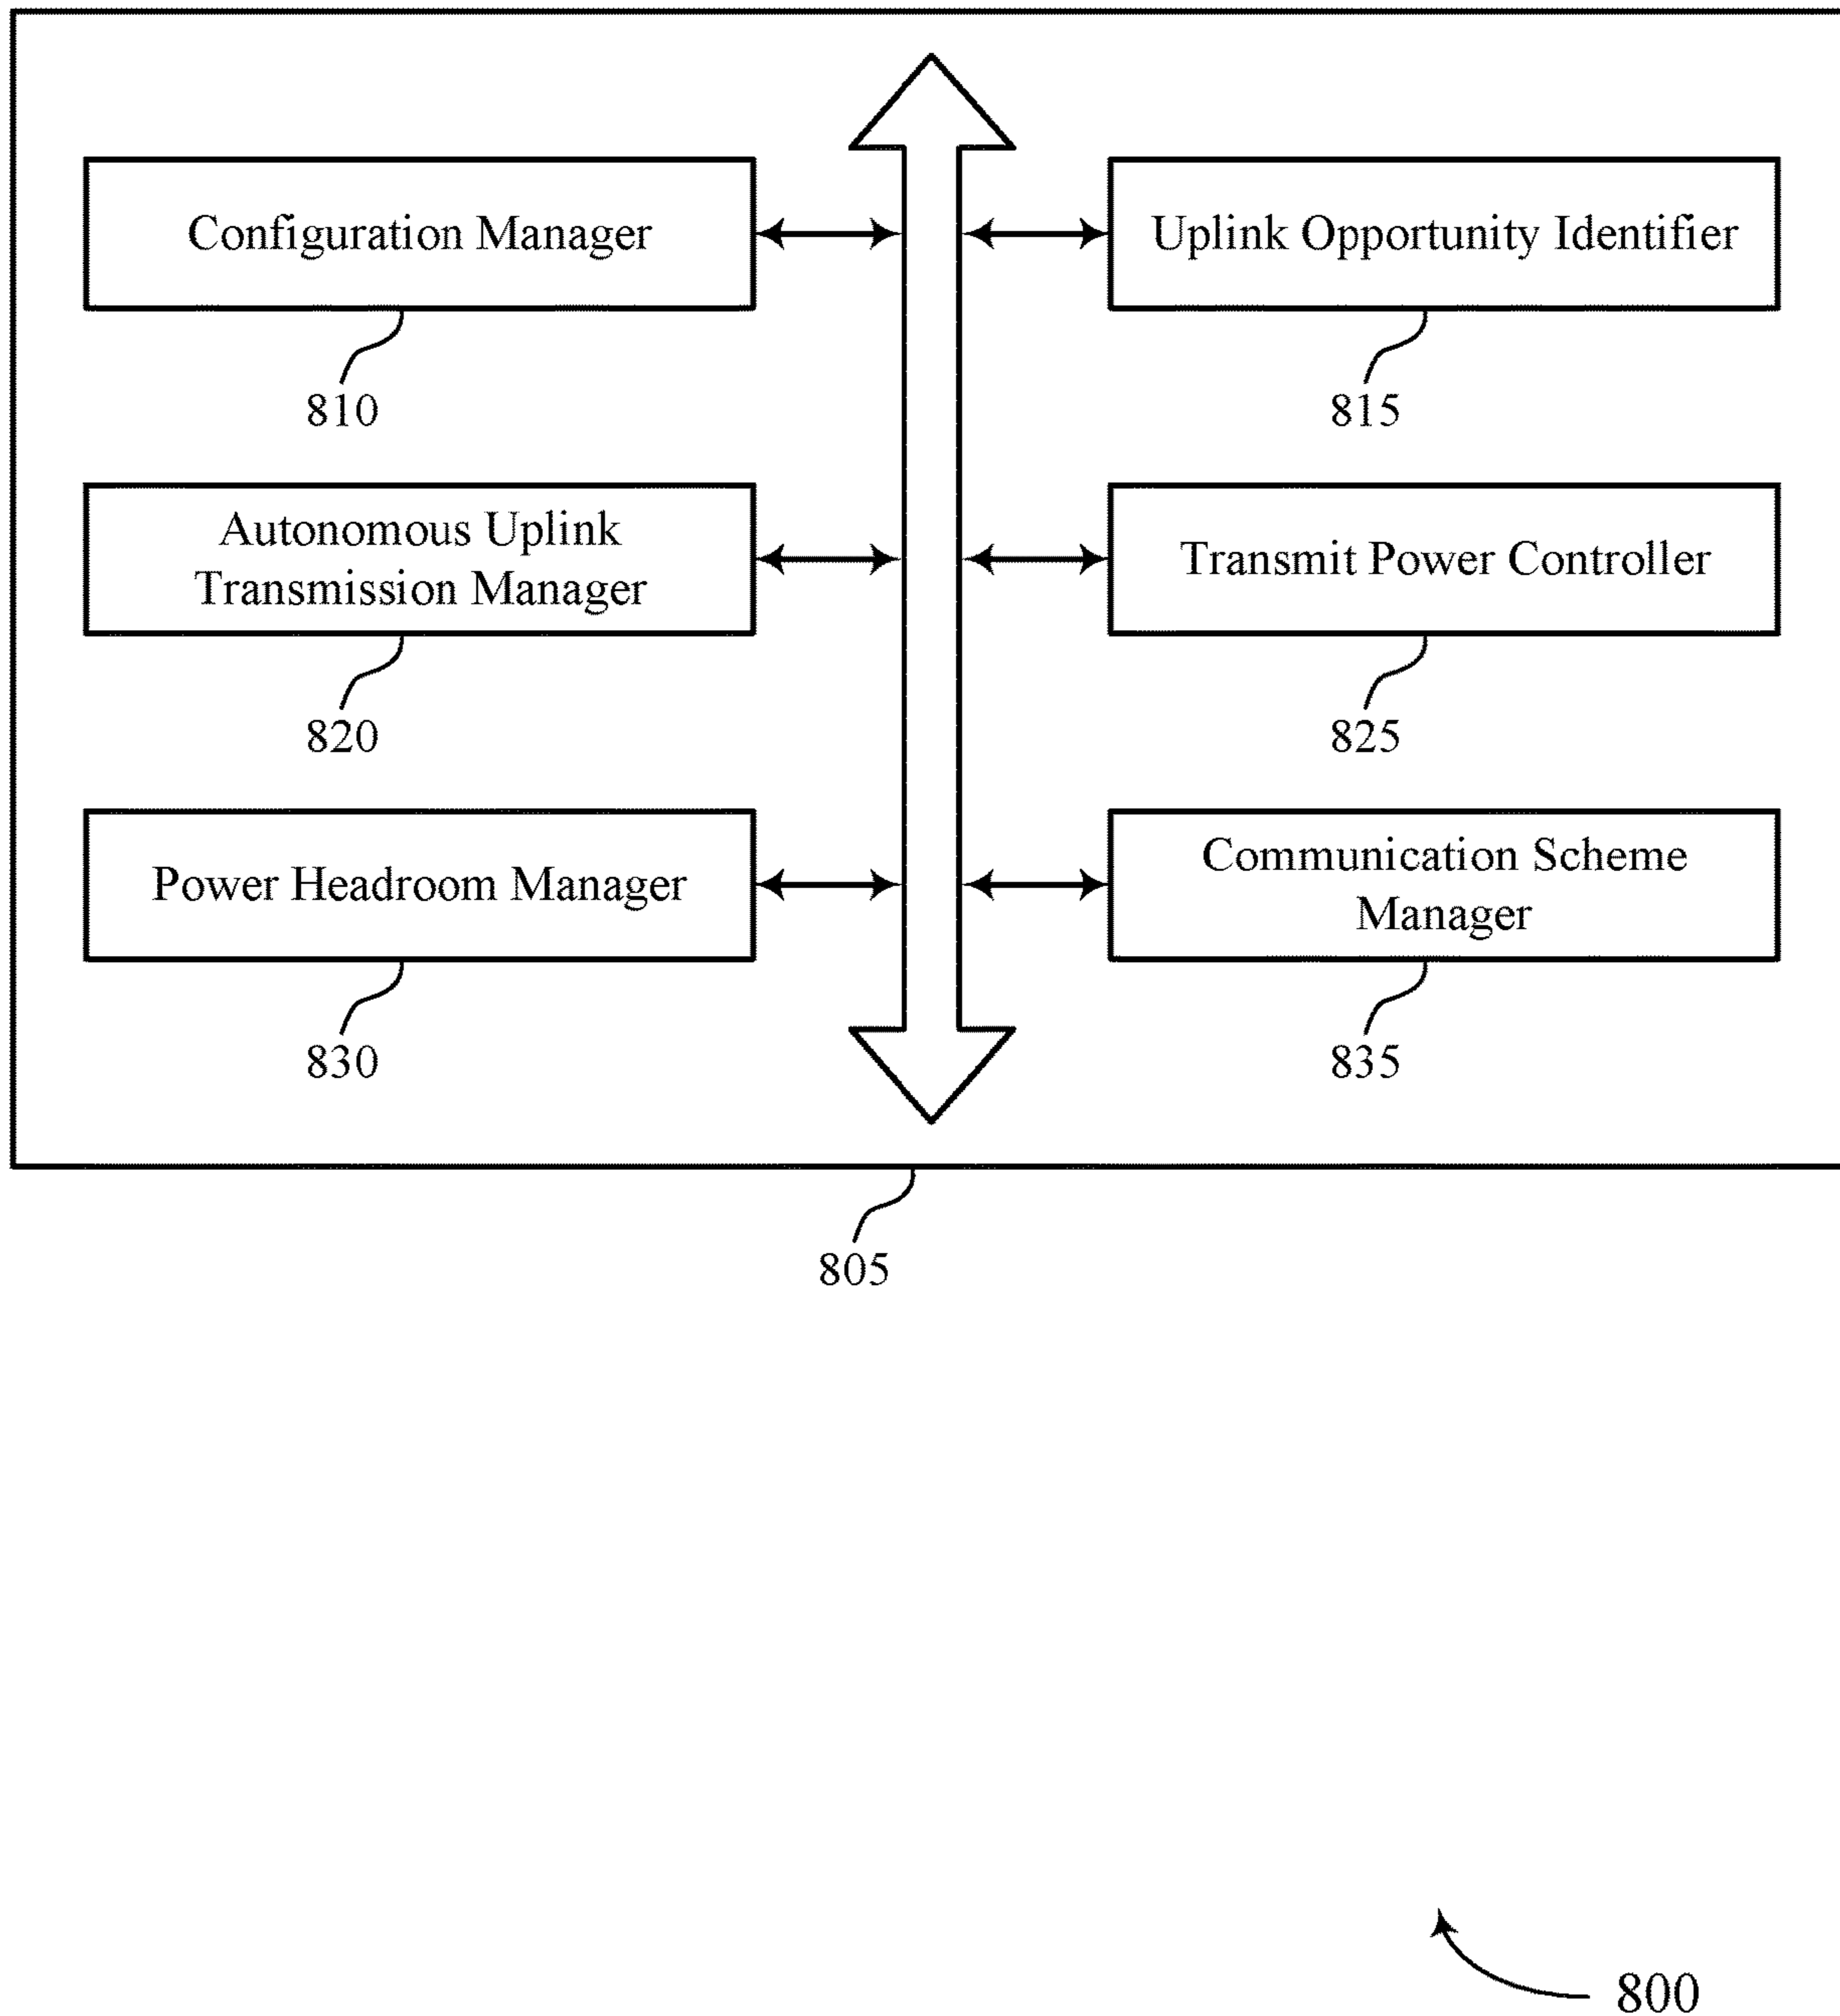 Configuration Manager
Uplink Opportunity Identifier
810
815
Autonomous Uplink
Transmission Manager
Transmit Power Controller
820
825
Power Headroom Manager
Communication Scheme
Manager
830
835
805
800